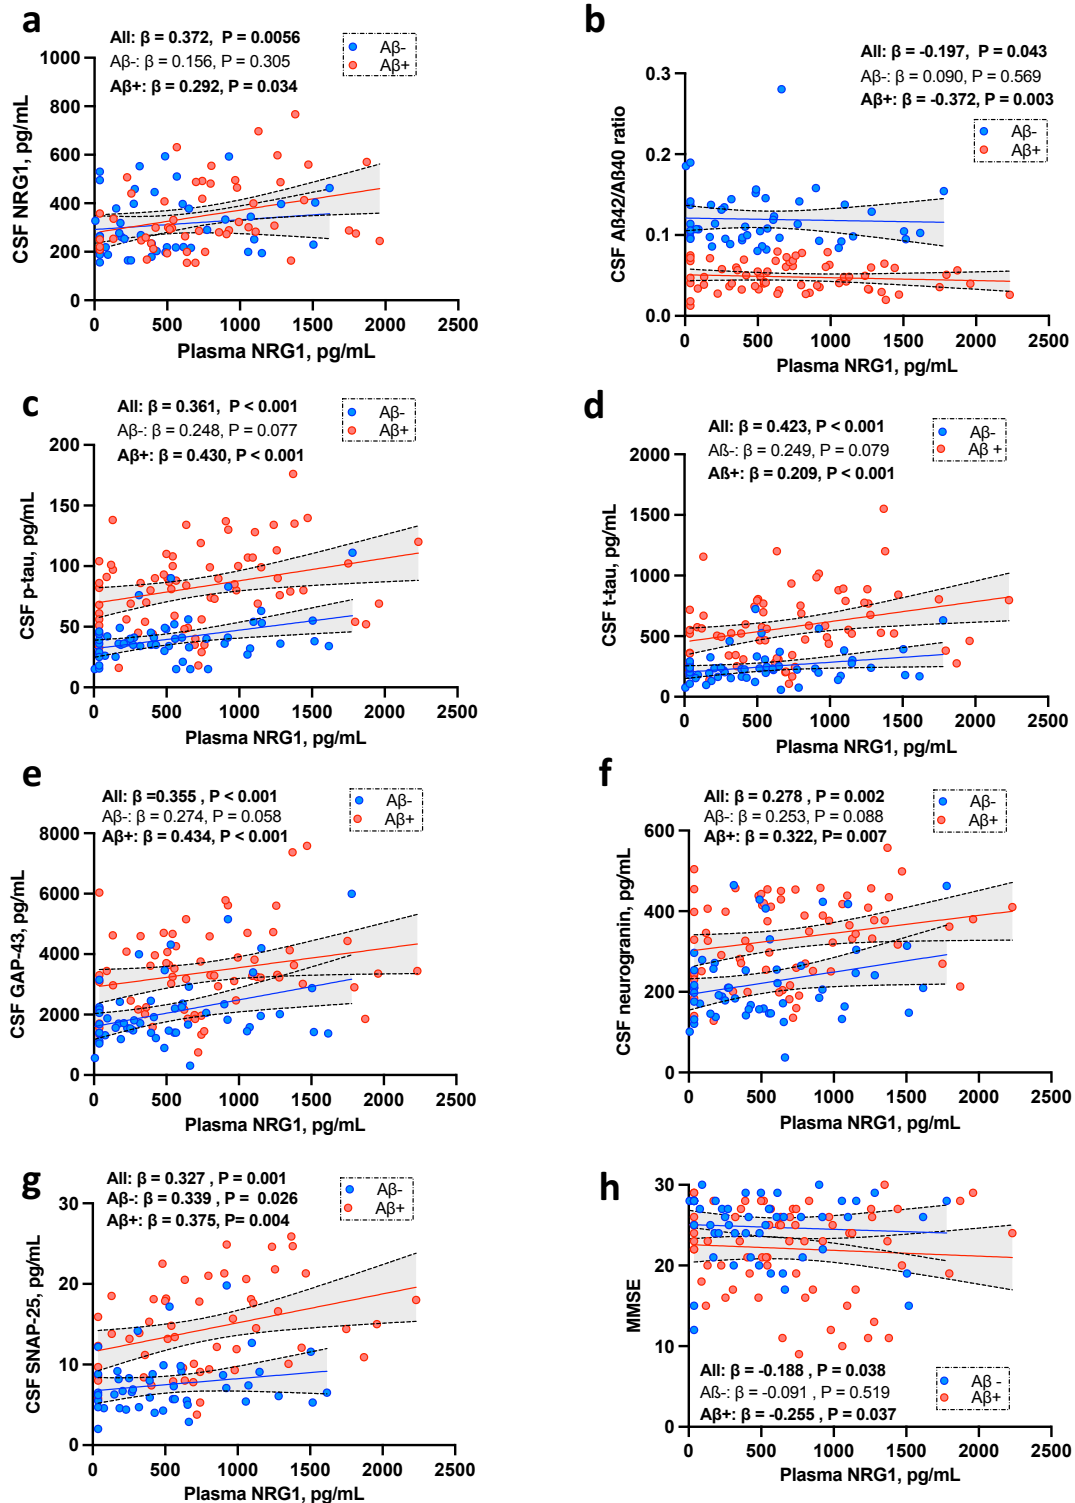 a
All: β = 0.372, P = 0.0056
Aβ-: β = 0.156, P = 0.305
Aβ+: β = 0.292, P = 0.034
Aβ-
Aβ+
1000
800
600
400
200
0
CSF NRG1, pg/mL
0 500 1000 1500 2000 2500
Plasma NRG1, pg/mL
b
All: β = -0.197, P = 0.043
Aβ-: β = 0.090, P = 0.569
Aβ+: β = -0.372, P = 0.003
Aβ-
Aβ+
0.3
0.2
0.1
0.0
CSF Aß42/Aß40 ratio
0 500 1000 1500 2000 2500
Plasma NRG1, pg/mL
c
All: β = 0.361, P < 0.001
Aβ-: β = 0.248, P = 0.077
Aβ+: β = 0.430, P < 0.001
Aβ-
Aβ+
200
150
100
50
0
CSF p-tau, pg/mL
0 500 1000 1500 2000 2500
Plasma NRG1, pg/mL
d
All: β = 0.423, P < 0.001
Aß-: β = 0.249, P = 0.079
Aß+: β = 0.209, P < 0.001
Aβ-
Aβ +
2000
1500
1000
500
0
CSF t-tau, pg/mL
0 500 1000 1500 2000 2500
Plasma NRG1, pg/mL
e
All: β =0.355 , P < 0.001
Aβ-: β = 0.274, P = 0.058
Aβ+: β = 0.434, P < 0.001
Aβ-
Aβ+
8000
6000
4000
2000
0
CSF GAP-43, pg/mL
0 500 1000 1500 2000 2500
Plasma NRG1, pg/mL
f
All: β = 0.278 , P = 0.002
Aβ-: β = 0.253, P = 0.088
Aβ+: β = 0.322, P= 0.007
Aβ-
Aβ+
600
400
200
0
CSF neurogranin, pg/mL
0 500 1000 1500 2000 2500
Plasma NRG1, pg/mL
g
All: β = 0.327 , P = 0.001
Aβ-: β = 0.339 , P = 0.026
Aβ+: β = 0.375, P= 0.004
Aβ-
Aβ+
30
20
10
0
CSF SNAP-25, pg/mL
0 500 1000 1500 2000 2500
Plasma NRG1, pg/mL
h
30
20
10
0
MMSE
All: β = -0.188 , P = 0.038
Aß-: β = -0.091 , P = 0.519
Aβ+: β = -0.255 , P = 0.037
Aβ -
Aβ+
0 500 1000 1500 2000 2500
Plasma NRG1, pg/mL